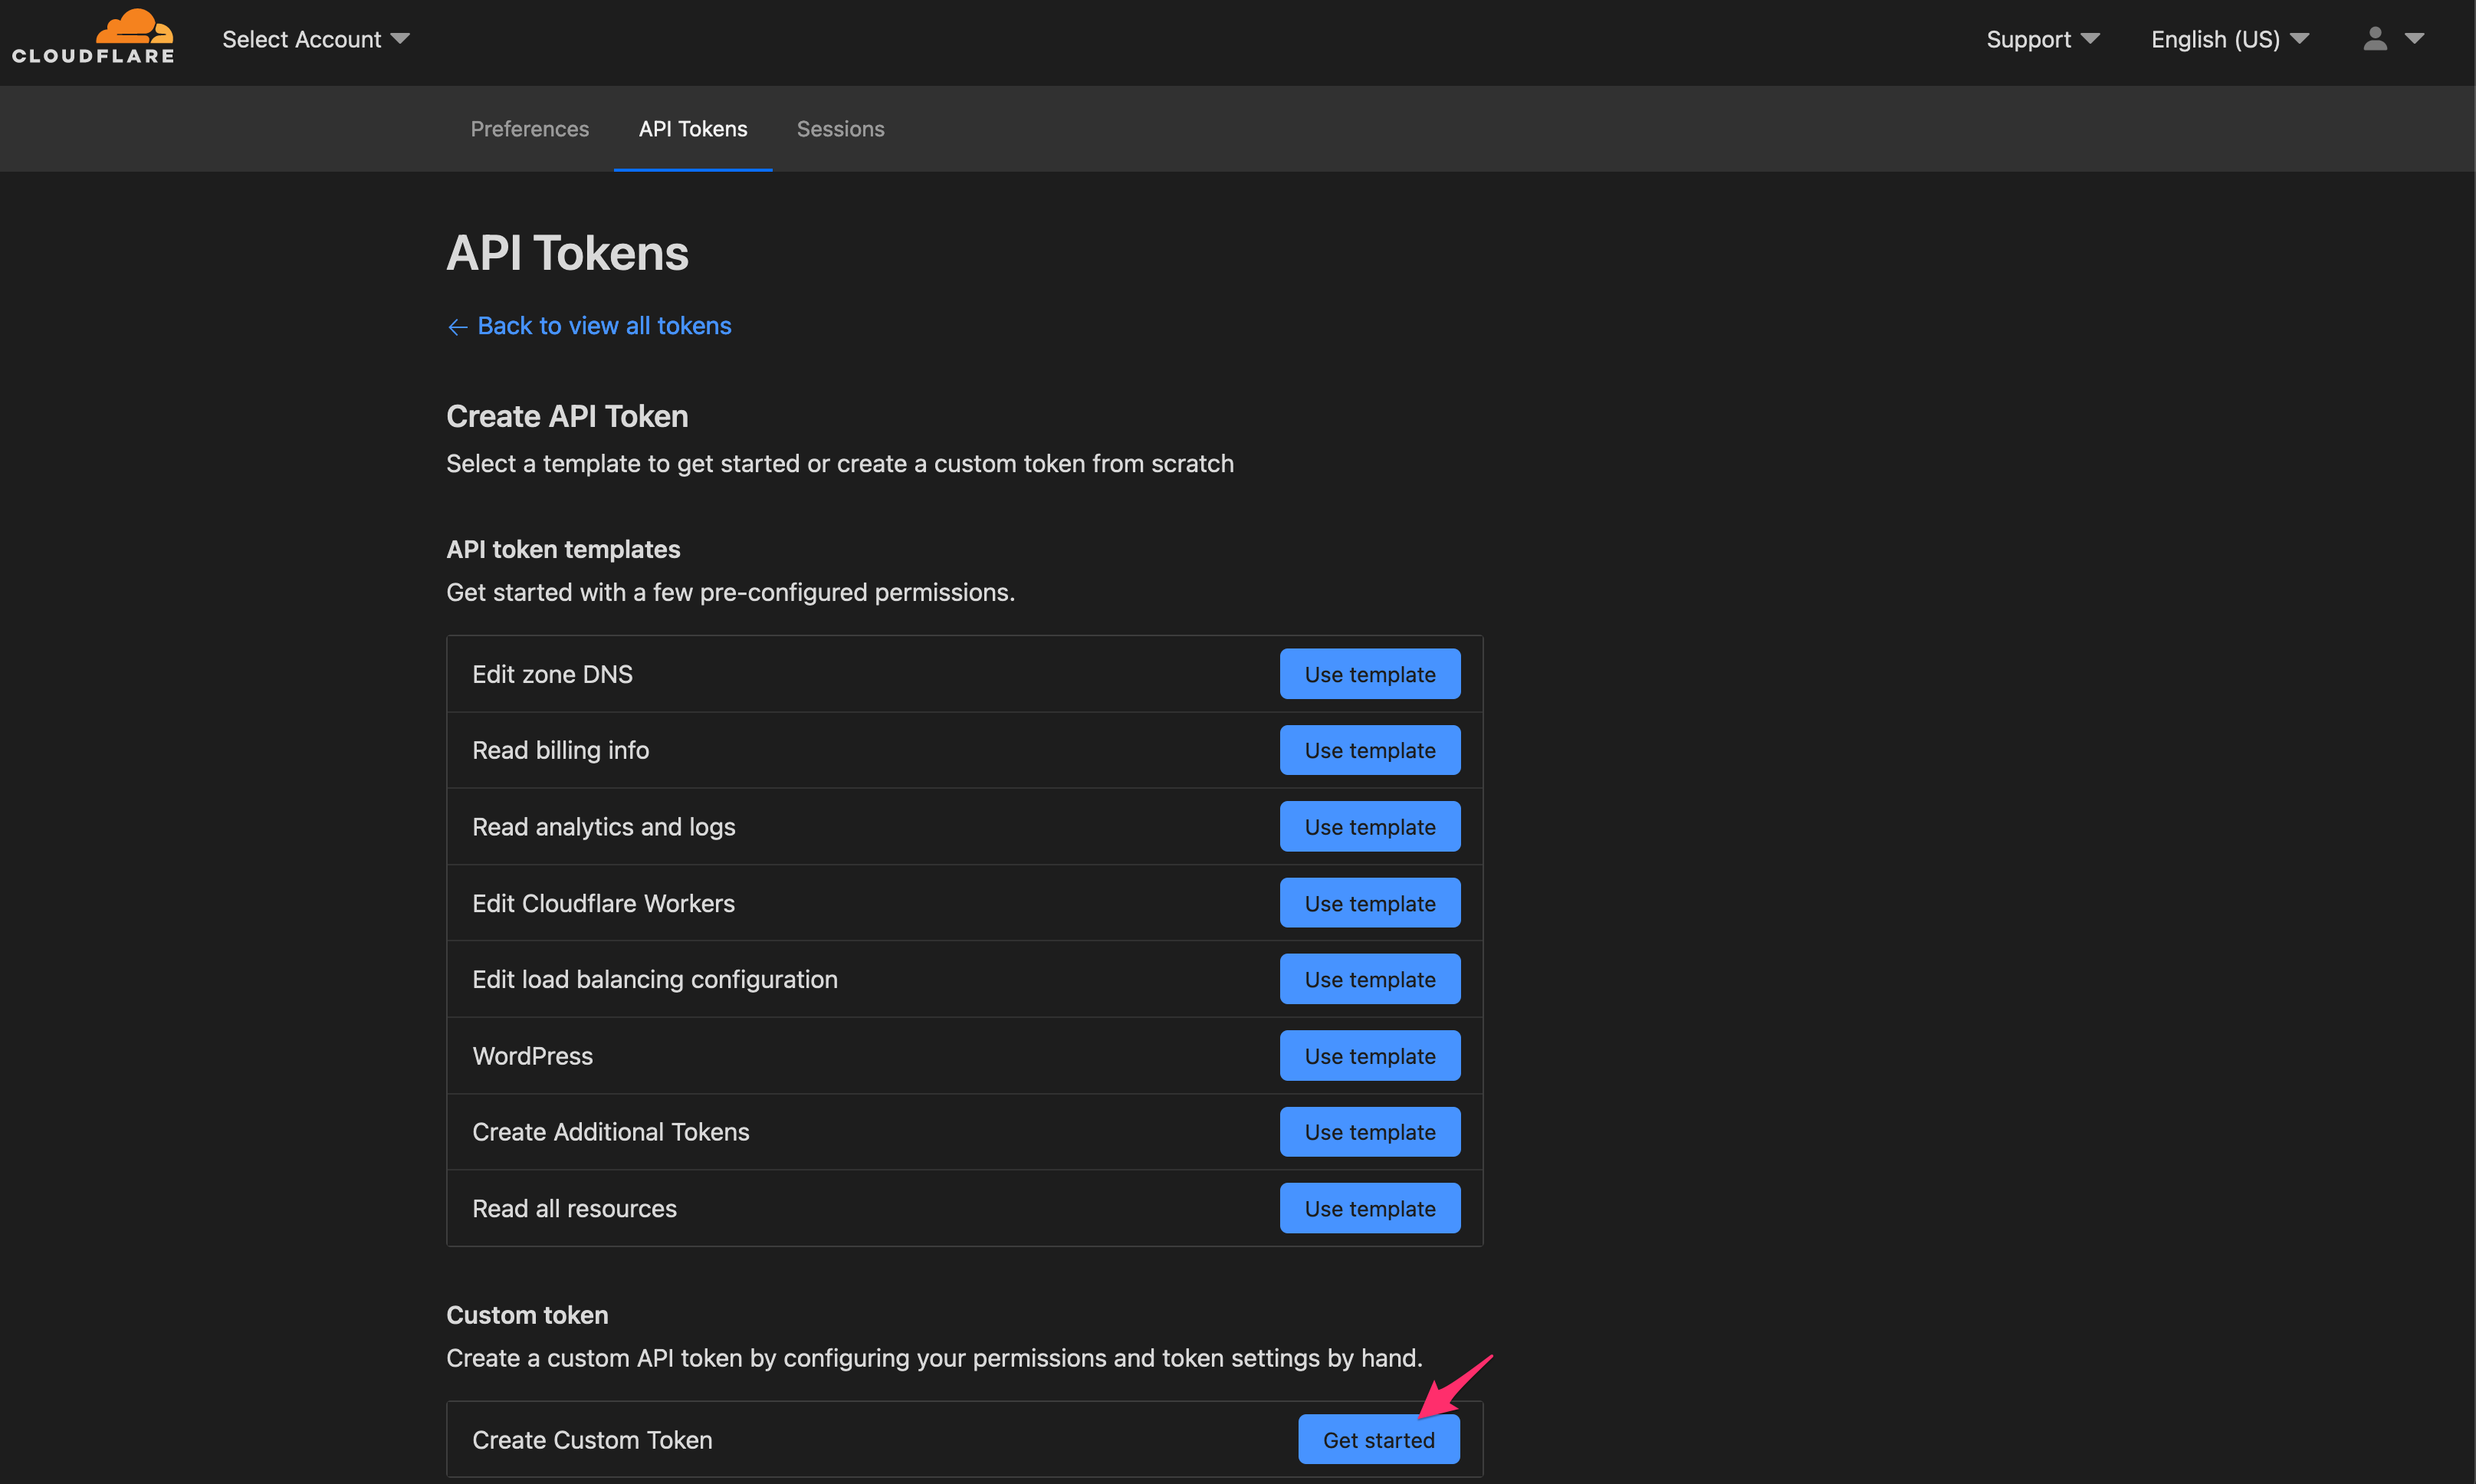 CLOUDFLARE
Select Account
Support
English (US)
Preferences
API Tokens
Sessions
API Tokens
← Back to view all tokens
Create API Token
Select a template to get started or create a custom token from scratch
API token templates
Get started with a few pre-configured permissions.
Edit zone DNS Use template
Read billing info Use template
Read analytics and logs Use template
Edit Cloudflare Workers Use template
Edit load balancing configuration Use template
WordPress Use template
Create Additional Tokens Use template
Read all resources Use template
Custom token
Create a custom API token by configuring your permissions and token settings by hand.
Create Custom Token Get started